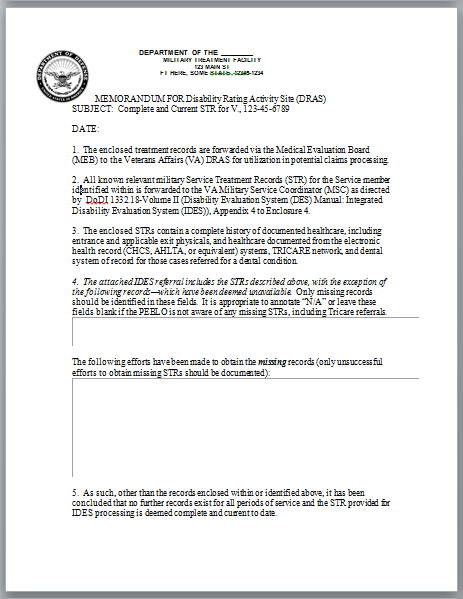 DEPARTMENT OF THE ________
MILITARY TREATMENT FACILITY
123 MAIN ST
FT HERE, SOME STATE, 12345-1234
MEMORANDUM FOR Disability Rating Activity Site (DRAS)
SUBJECT: Complete and Current STR for V., 123-45-6789
DATE:
1. The enclosed treatment records are forwarded via the Medical Evaluation Board
(MEB) to the Veterans Affairs (VA) DRAS for utilization in potential claims processing.
2. All known relevant military Service Treatment Records (STR) for the Service member
identified within is forwarded to the VA Military Service Coordinator (MSC) as directed
by DoDI 1332.18-Volume II (Disability Evaluation System (DES) Manual: Integrated
Disability Evaluation System (IDES)), Appendix 4 to Enclosure 4.
3. The enclosed STRs contain a complete history of documented healthcare, including
entrance and applicable exit physicals, and healthcare documented from the electronic
health record (CHCS, AHLTA, or equivalent) systems, TRICARE network, and dental
system of record for those cases referred for a dental condition.
4. The attached IDES referral includes the STRs described above, with the exception of
the following records—which have been deemed unavailable. Only missing records
should be identified in these fields. It is appropriate to annotate “N/A” or leave these
fields blank if the PEBLO is not aware of any missing STRs, including Tricare referrals.
The following efforts have been made to obtain the missing records (only unsuccessful
efforts to obtain missing STRs should be documented):
5. As such, other than the records enclosed within or identified above, it has been
concluded that no further records exist for all periods of service and the STR provided for
IDES processing is deemed complete and current to date.